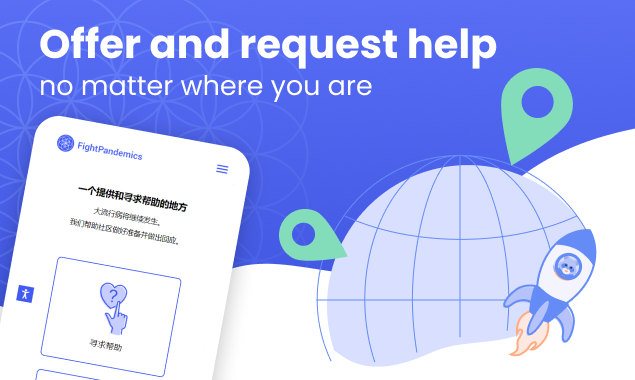 Offer and request help
no matter where you are
FightPandemics
一个提供和寻求帮助的地方
大流行病将继续发生。
我们帮助社区做好准备并做出回应。
?
寻求帮助